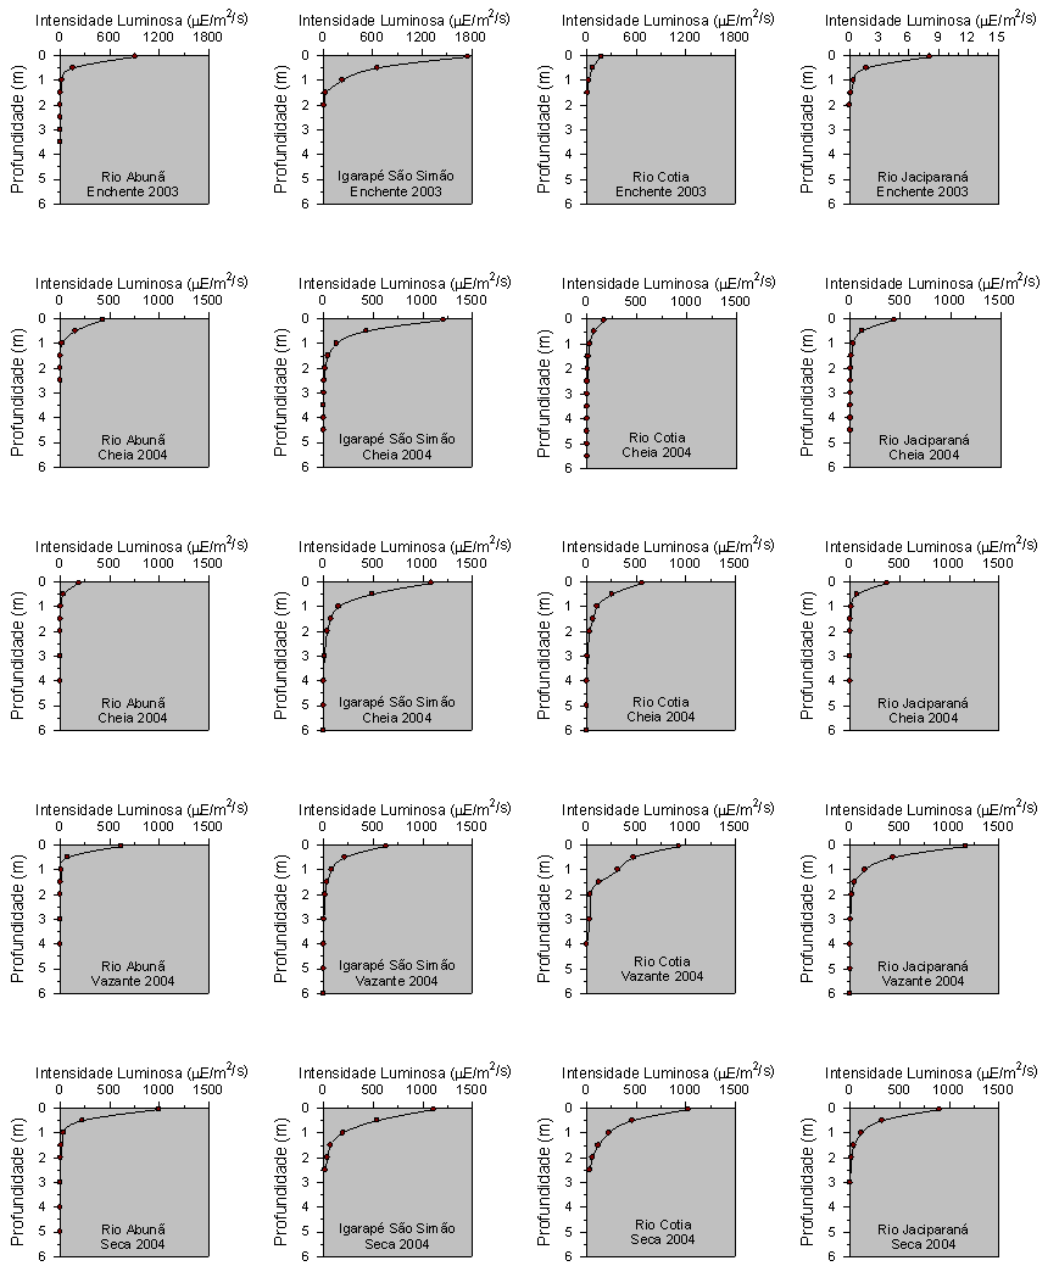 Intensidade Luminosa (µE/m²/s) Intensidade Luminosa (µE/m²/s) Intensidade Luminosa (µE/m²/s) Intensidade Luminosa (µE/m²/s)
0 600 1200 1800 0 600 1200 1800 0 600 1200 1800 0 3 6 9 12 15
Profundidade (m) Profundidade (m) Profundidade (m) Profundidade (m)
0 0 0 0
1 1 1 1
2 2 2 2
3 3 3 3
4 4 4 4
5 5 5 5
6 6 6 6
Rio Abunã Igarapé São Simão Rio Cotia Rio Jaciparaná
Enchente 2003 Enchente 2003 Enchente 2003 Enchente 2003
Intensidade Luminosa (µE/m²/s) Intensidade Luminosa (µE/m²/s) Intensidade Luminosa (µE/m²/s) Intensidade Luminosa (µE/m²/s)
0 500 1000 1500 0 500 1000 1500 0 500 1000 1500 0 500 1000 1500
Profundidade (m) Profundidade (m) Profundidade (m) Profundidade (m)
0 0 0 0
1 1 1 1
2 2 2 2
3 3 3 3
4 4 4 4
5 5 5 5
6 6 6 6
Rio Abunã Igarapé São Simão Rio Cotia Rio Jaciparaná
Cheia 2004 Cheia 2004 Cheia 2004 Cheia 2004
Intensidade Luminosa (µE/m²/s) Intensidade Luminosa (µE/m²/s) Intensidade Luminosa (µE/m²/s) Intensidade Luminosa (µE/m²/s)
0 500 1000 1500 0 500 1000 1500 0 500 1000 1500 0 500 1000 1500
Profundidade (m) Profundidade (m) Profundidade (m) Profundidade (m)
0 0 0 0
1 1 1 1
2 2 2 2
3 3 3 3
4 4 4 4
5 5 5 5
6 6 6 6
Rio Abunã Igarapé São Simão Rio Cotia Rio Jaciparaná
Cheia 2004 Cheia 2004 Cheia 2004 Cheia 2004
Intensidade Luminosa (µE/m²/s) Intensidade Luminosa (µE/m²/s) Intensidade Luminosa (µE/m²/s) Intensidade Luminosa (µE/m²/s)
0 500 1000 1500 0 500 1000 1500 0 500 1000 1500 0 500 1000 1500
Profundidade (m) Profundidade (m) Profundidade (m) Profundidade (m)
0 0 0 0
1 1 1 1
2 2 2 2
3 3 3 3
4 4 4 4
5 5 5 5
6 6 6 6
Rio Abunã Igarapé São Simão Rio Cotia Rio Jaciparaná
Vazante 2004 Vazante 2004 Vazante 2004 Vazante 2004
Intensidade Luminosa (µE/m²/s) Intensidade Luminosa (µE/m²/s) Intensidade Luminosa (µE/m²/s) Intensidade Luminosa (µE/m²/s)
0 500 1000 1500 0 500 1000 1500 0 500 1000 1500 0 500 1000 1500
Profundidade (m) Profundidade (m) Profundidade (m) Profundidade (m)
0 0 0 0
1 1 1 1
2 2 2 2
3 3 3 3
4 4 4 4
5 5 5 5
6 6 6 6
Rio Abunã Igarapé São Simão Rio Cotia Rio Jaciparaná
Seca 2004 Seca 2004 Seca 2004 Seca 2004